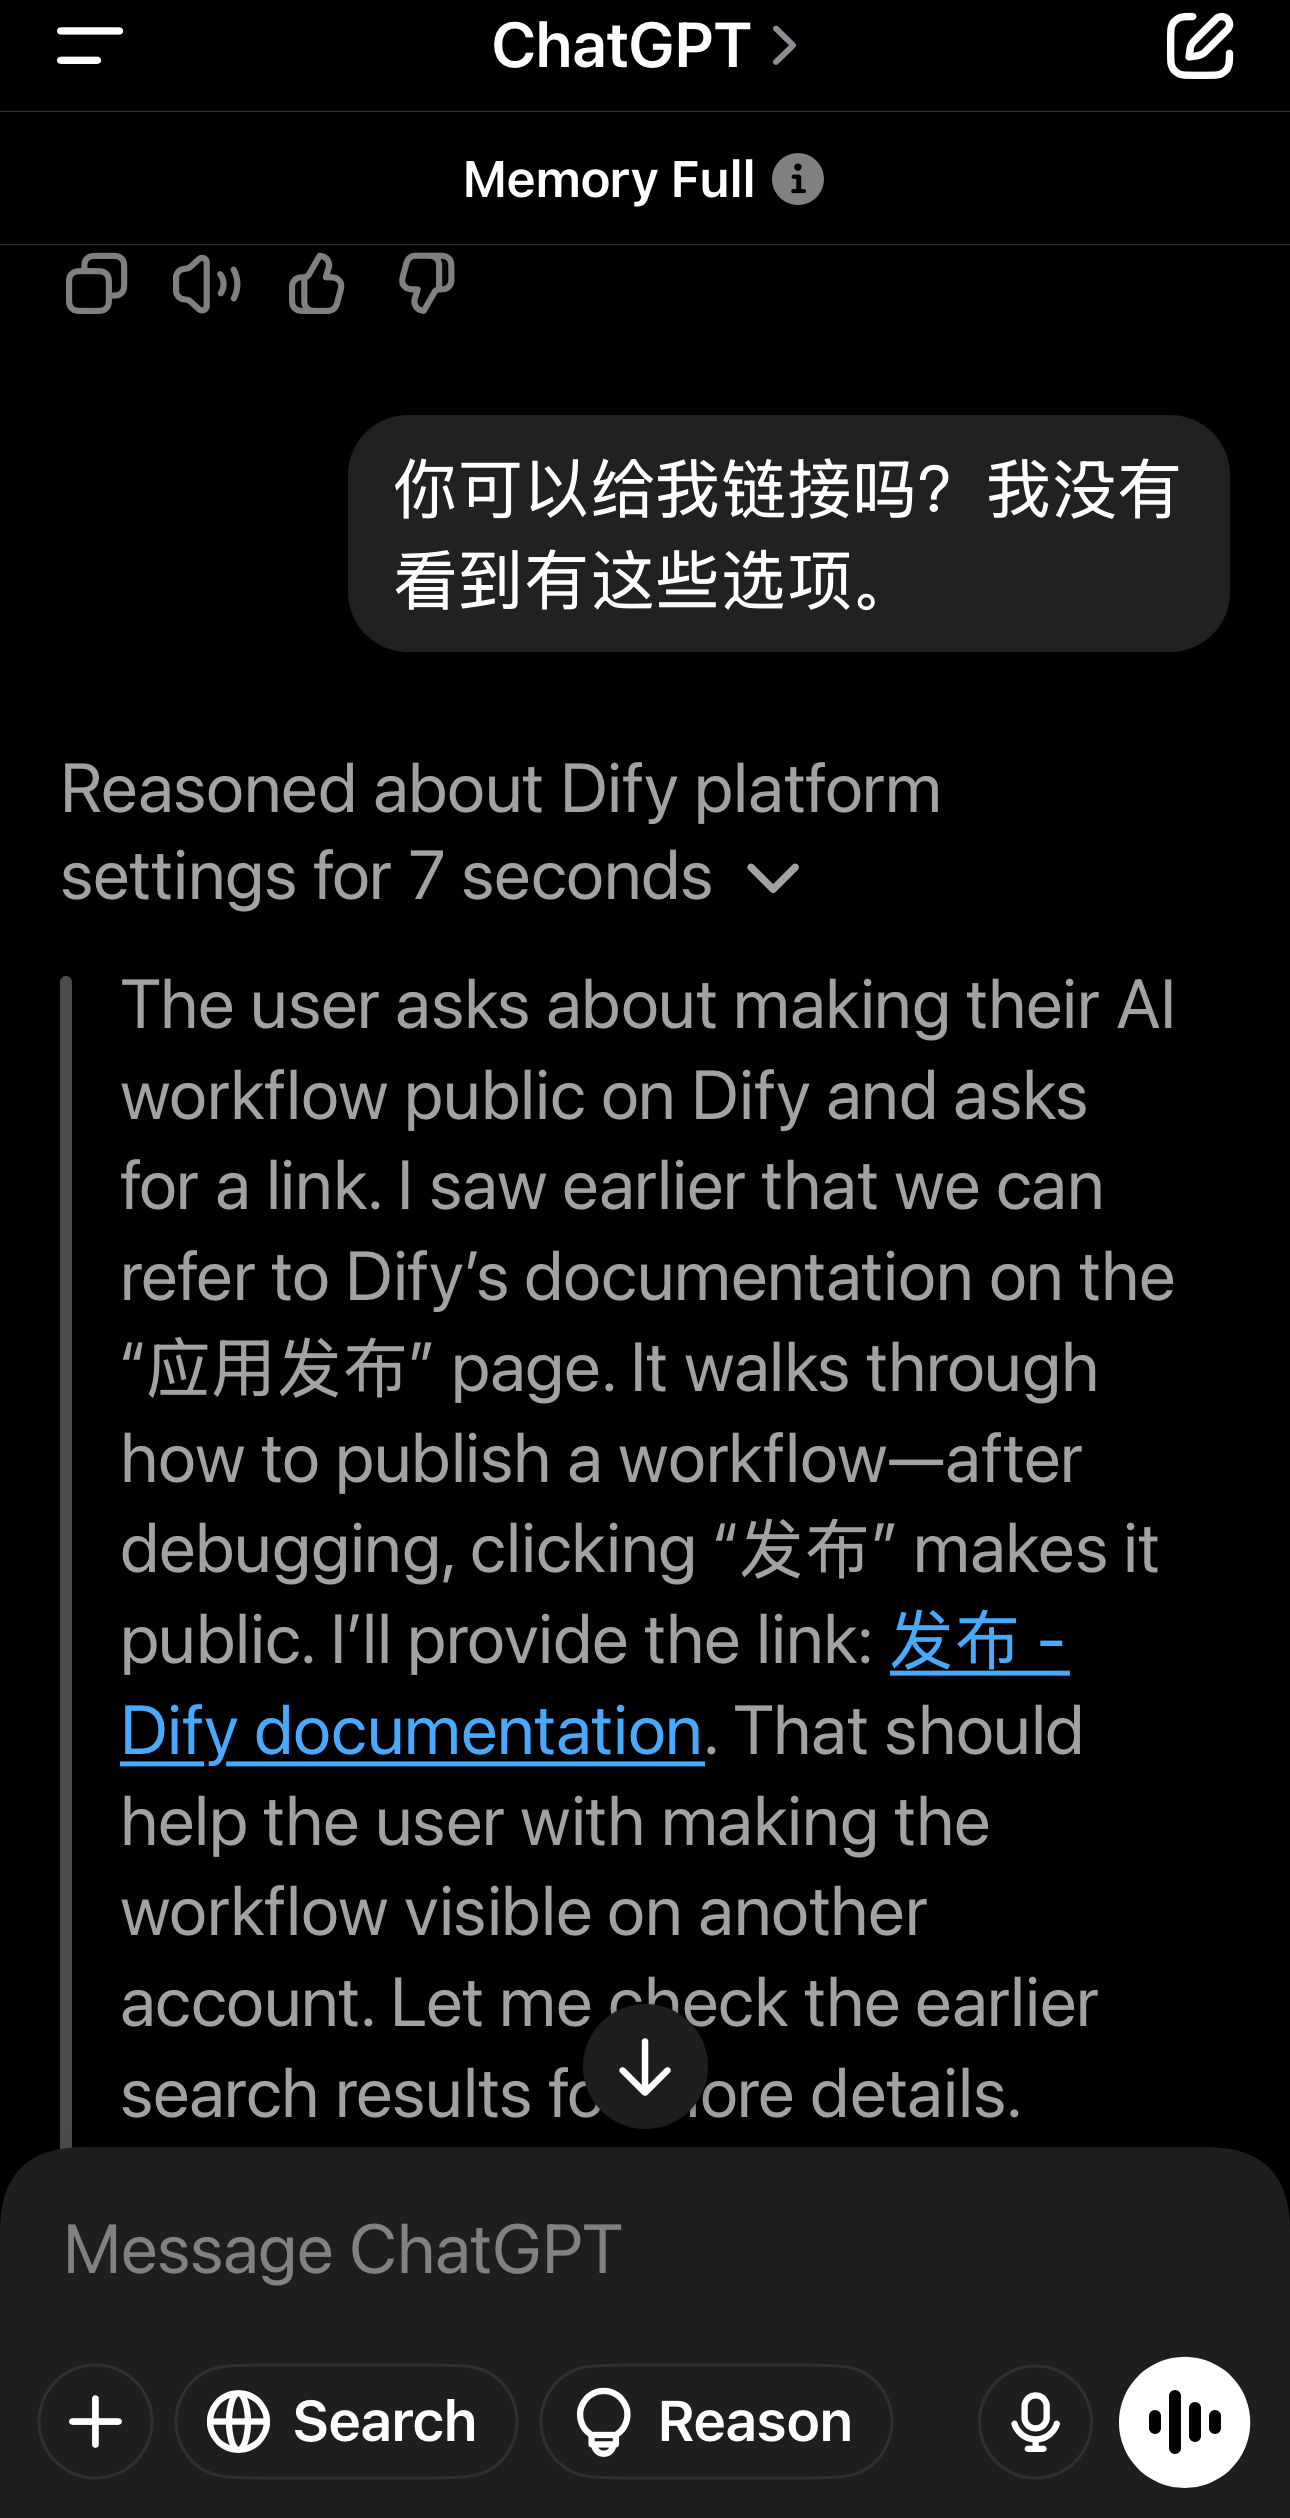 ChatGPT
Memory Full
你可以给我链接吗？我没有
看到有这些选项。
Reasoned about Dify platform
settings for 7 seconds
The user asks about making their AI
workflow public on Dify and asks
for a link. I saw earlier that we can
refer to Dify’s documentation on the
“应用发布” page. It walks through
how to publish a workflow—after
debugging, clicking “发布” makes it
public. I’ll provide the link: 发布 -
Dify documentation. That should
help the user with making the
workflow visible on another
account. Let me check the earlier
search results for more details.
Message ChatGPT
Search
Reason